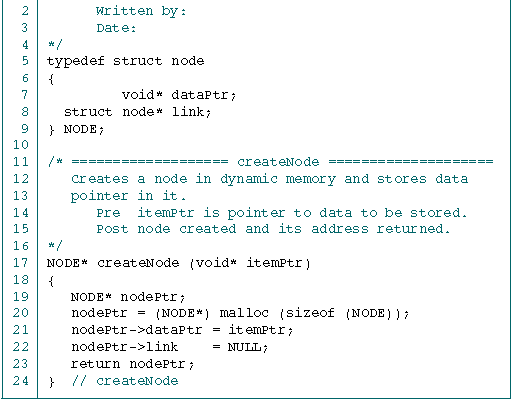 2 Written by:
3 Date:
4 */
5 typedef struct node
6 {
7 void* dataPtr;
8 struct node* link;
9 } NODE;
10
11 /* =================== createNode ====================
12 Creates a node in dynamic memory and stores data
13 pointer in it.
14 Pre itemPtr is pointer to data to be stored.
15 Post node created and its address returned.
16 */
17 NODE* createNode (void* itemPtr)
18 {
19 NODE* nodePtr;
20 nodePtr = (NODE*) malloc (sizeof (NODE));
21 nodePtr->dataPtr = itemPtr;
22 nodePtr->link = NULL;
23 return nodePtr;
24 } // createNode